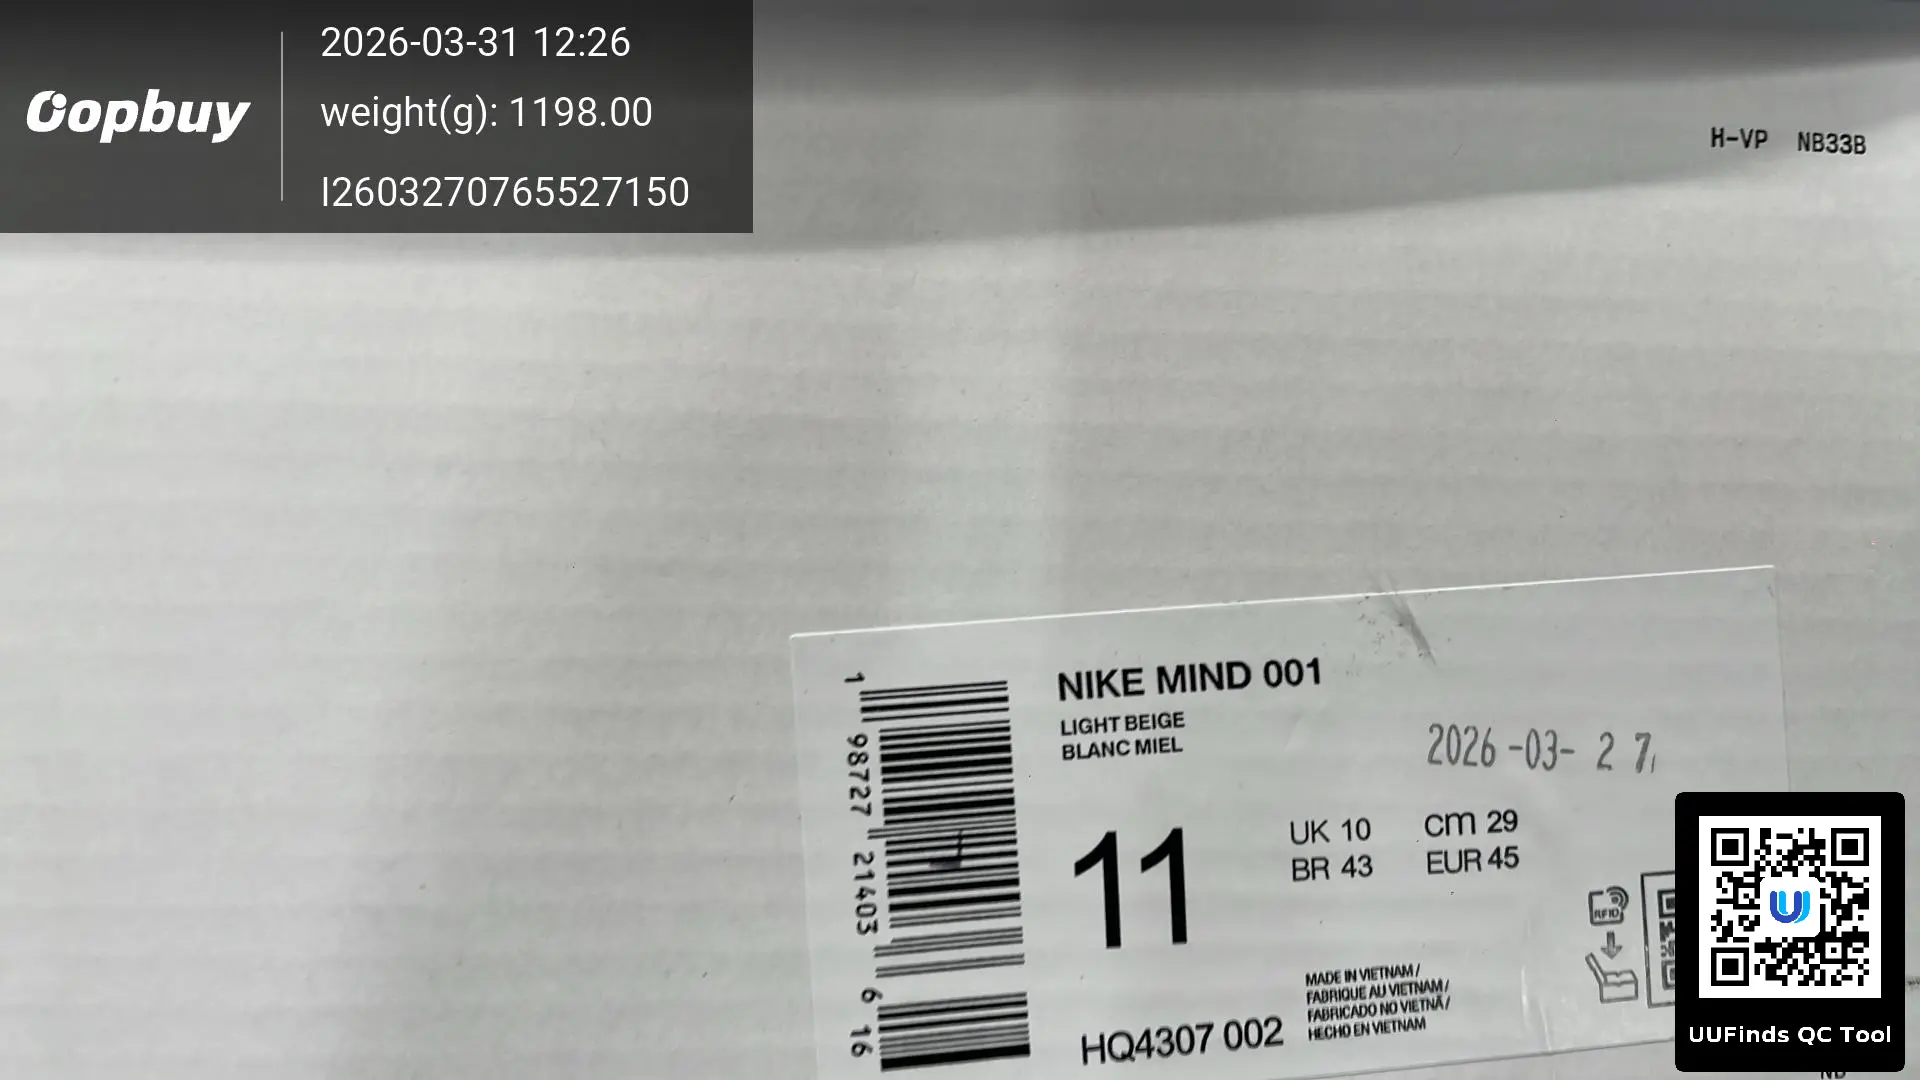 Oopbuy
2026-03-31 12:26
weight(g): 1198.00
I2603270765527150
H-VP NB33B
NIKE MIND 001
LIGHT BEIGE
BLANC MIEL
2026-03-27
11
UK 10
CM 29
BR 43
EUR 45
1 98727 21403 6 16
RFID
MADE IN VIETNAM /
FABRIQUE AU VIETNAM /
FABRICADO NO VIETNÃ /
HECHO EN VIETNAM
HQ4307 002
UUFinds QC Tool